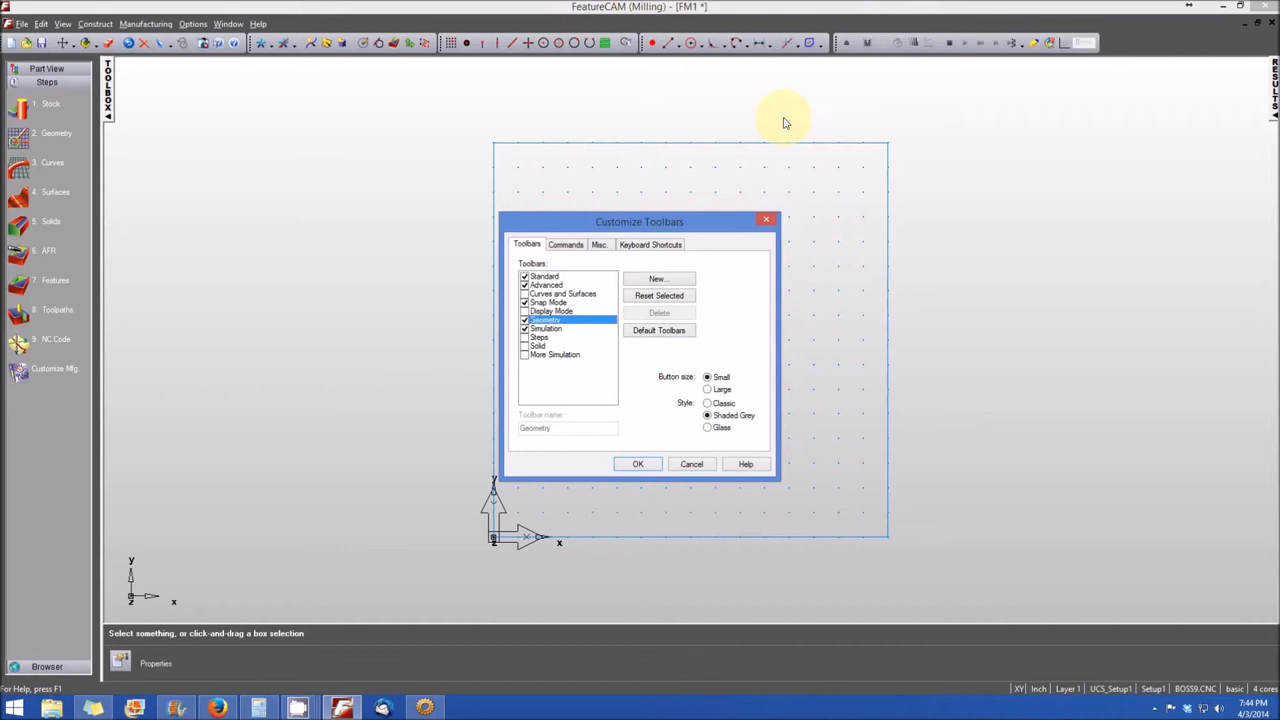 FeatureCAM (Milling) - [FM1 *]
File Edit View Construct Manufacturing Options Window Help
Part View
Steps
1. Stock
2. Geometry
3. Curves
4. Surfaces
5. Solids
6. AFR
7. Features
8. Toolpaths
9. NC Code
Customize Mfg.
Browser
TOOLBOX
RESULTS
Customize Toolbars
Toolbars Commands Misc. Keyboard Shortcuts
Toolbars:
Standard
Advanced
Curves and Surfaces
Snap Mode
Display Mode
Geometry
Simulation
Steps
Solid
More Simulation
New...
Reset Selected
Delete
Default Toolbars
Button size: Small
Large
Style: Classic
Shaded Grey
Glass
Toolbar name:
Geometry
OK Cancel Help
y
x
z
y
x
z
Select something, or click-and-drag a box selection
Properties
For Help, press F1
XY Inch Layer 1 UCS_Setup1 Setup1 BOSS9.CNC basic 4 cores
7:44 PM
4/3/2014